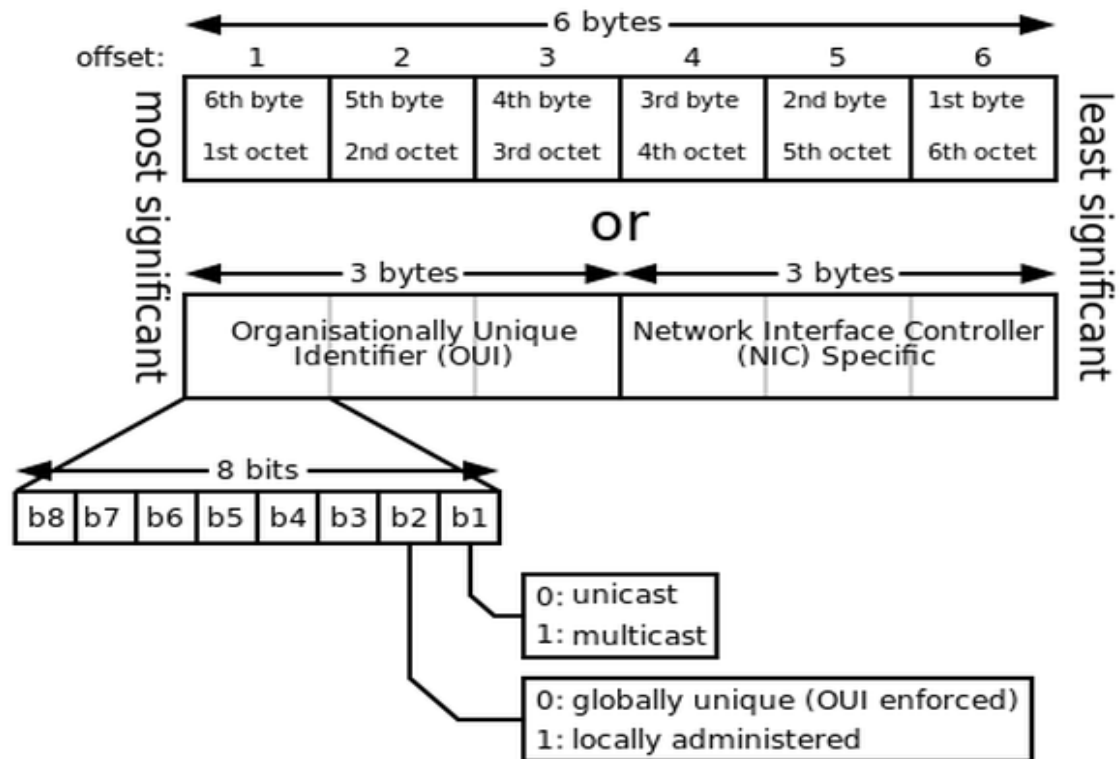 6 bytes
offset: 1 2 3 4 5 6
6th byte 5th byte 4th byte 3rd byte 2nd byte 1st byte
1st octet 2nd octet 3rd octet 4th octet 5th octet 6th octet
most significant
least significant
or
3 bytes 3 bytes
Organisationally Unique
Identifier (OUI)
Network Interface Controller
(NIC) Specific
8 bits
b8 b7 b6 b5 b4 b3 b2 b1
0: unicast
1: multicast
0: globally unique (OUI enforced)
1: locally administered